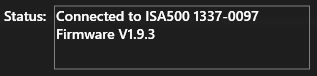 Status: Connected to ISA500 1337-0097
Firmware V1.9.3